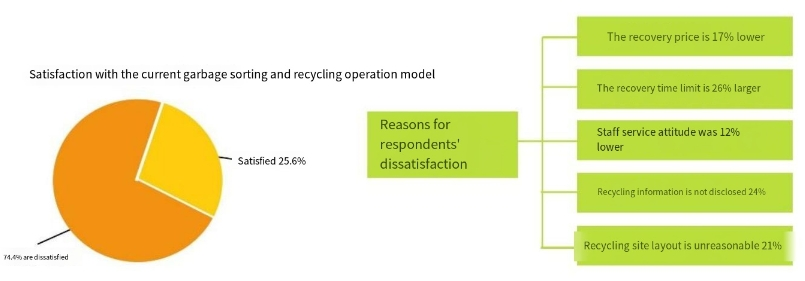 Satisfaction with the current garbage sorting and recycling operation model
Satisfied 25.6%
74.4% are dissatisfied
Reasons for
respondents'
dissatisfaction
The recovery price is 17% lower
The recovery time limit is 26% larger
Staff service attitude was 12%
lower
Recycling information is not disclosed 24%
Recycling site layout is unreasonable 21%